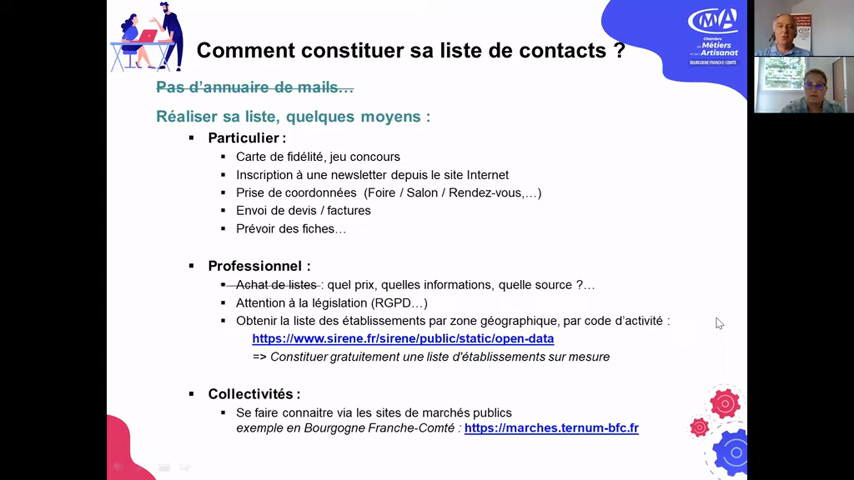 CMA
Chambre
de Métiers
et de l'Artisanat
BOURGOGNE FRANCHE-COMTÉ
Comment constituer sa liste de contacts ?
Pas d'annuaire de mails…
Réaliser sa liste, quelques moyens :
Particulier :
Carte de fidélité, jeu concours
Inscription à une newsletter depuis le site Internet
Prise de coordonnées (Foire / Salon / Rendez-vous,…)
Envoi de devis / factures
Prévoir des fiches…
Professionnel :
Achat de listes : quel prix, quelles informations, quelle source ?…
Attention à la législation (RGPD…)
Obtenir la liste des établissements par zone géographique, par code d'activité :
https://www.sirene.fr/sirene/public/static/open-data
=> Constituer gratuitement une liste d'établissements sur mesure
Collectivités :
Se faire connaitre via les sites de marchés publics
exemple en Bourgogne Franche-Comté : https://marches.ternum-bfc.fr